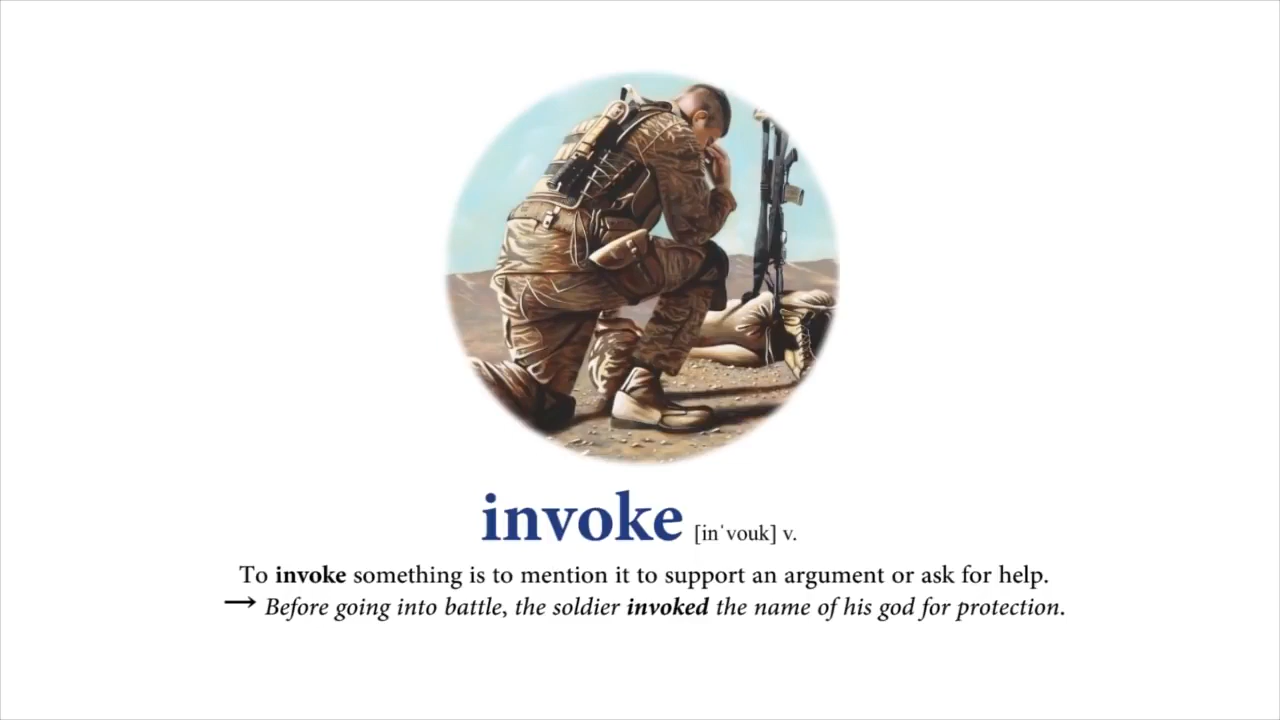 invoke [inˈvouk] v.
To invoke something is to mention it to support an argument or ask for help.
→ Before going into battle, the soldier invoked the name of his god for protection.